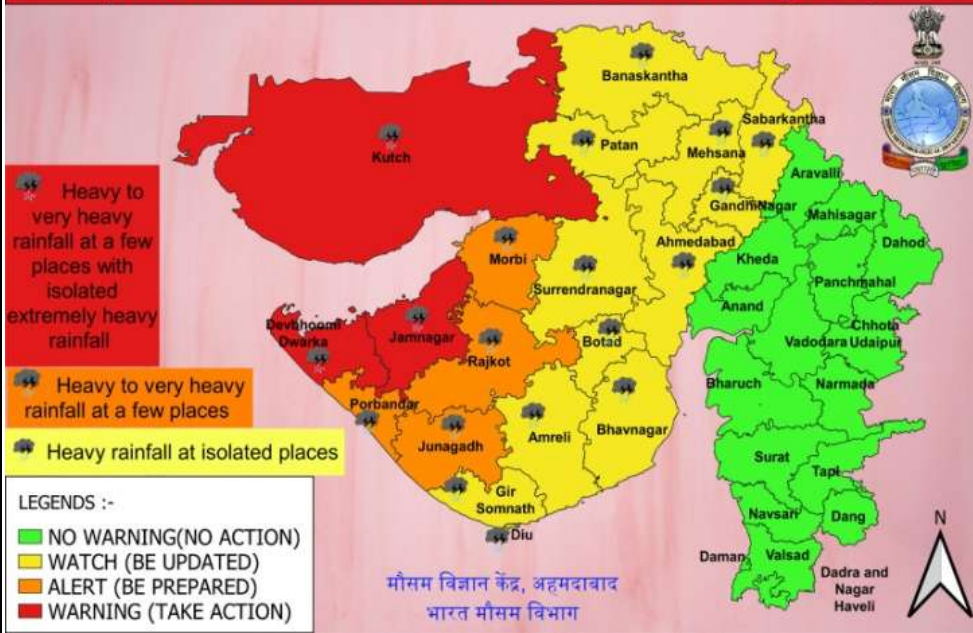 Banaskantha
Sabarkantha
Patan
Mehsana
Kutch
Aravalli
GandhiNagar
Mahisagar
Heavy to
very heavy
rainfall at a few
places with
isolated
extremely heavy
rainfall
Ahmedabad
Dahod
Morbi
Kheda
Panchmahal
Surrendranagar
Anand
Chhota
Udaipur
Devbhoomi
Dwarka
Jamnagar
Botad
Vadodara
Rajkot
Heavy to very heavy
rainfall at a few places
Bharuch
Narmada
Porbandar
Junagadh
Amreli
Bhavnagar
Heavy rainfall at isolated places
Surat
Tapi
Gir
Somnath
LEGENDS :-
NO WARNING(NO ACTION)
WATCH (BE UPDATED)
ALERT (BE PREPARED)
WARNING (TAKE ACTION)
Navsari
Dang
Diu
N
Daman
Valsad
Dadra and
Nagar
Haveli
मौसम विज्ञान केंद्र, अहमदाबाद
भारत मौसम विभाग